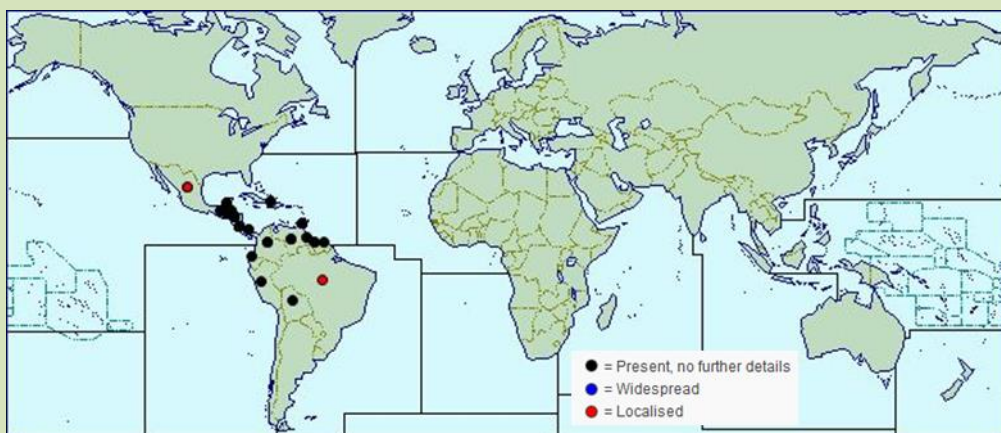 = Present, no further details
= Widespread
= Localised